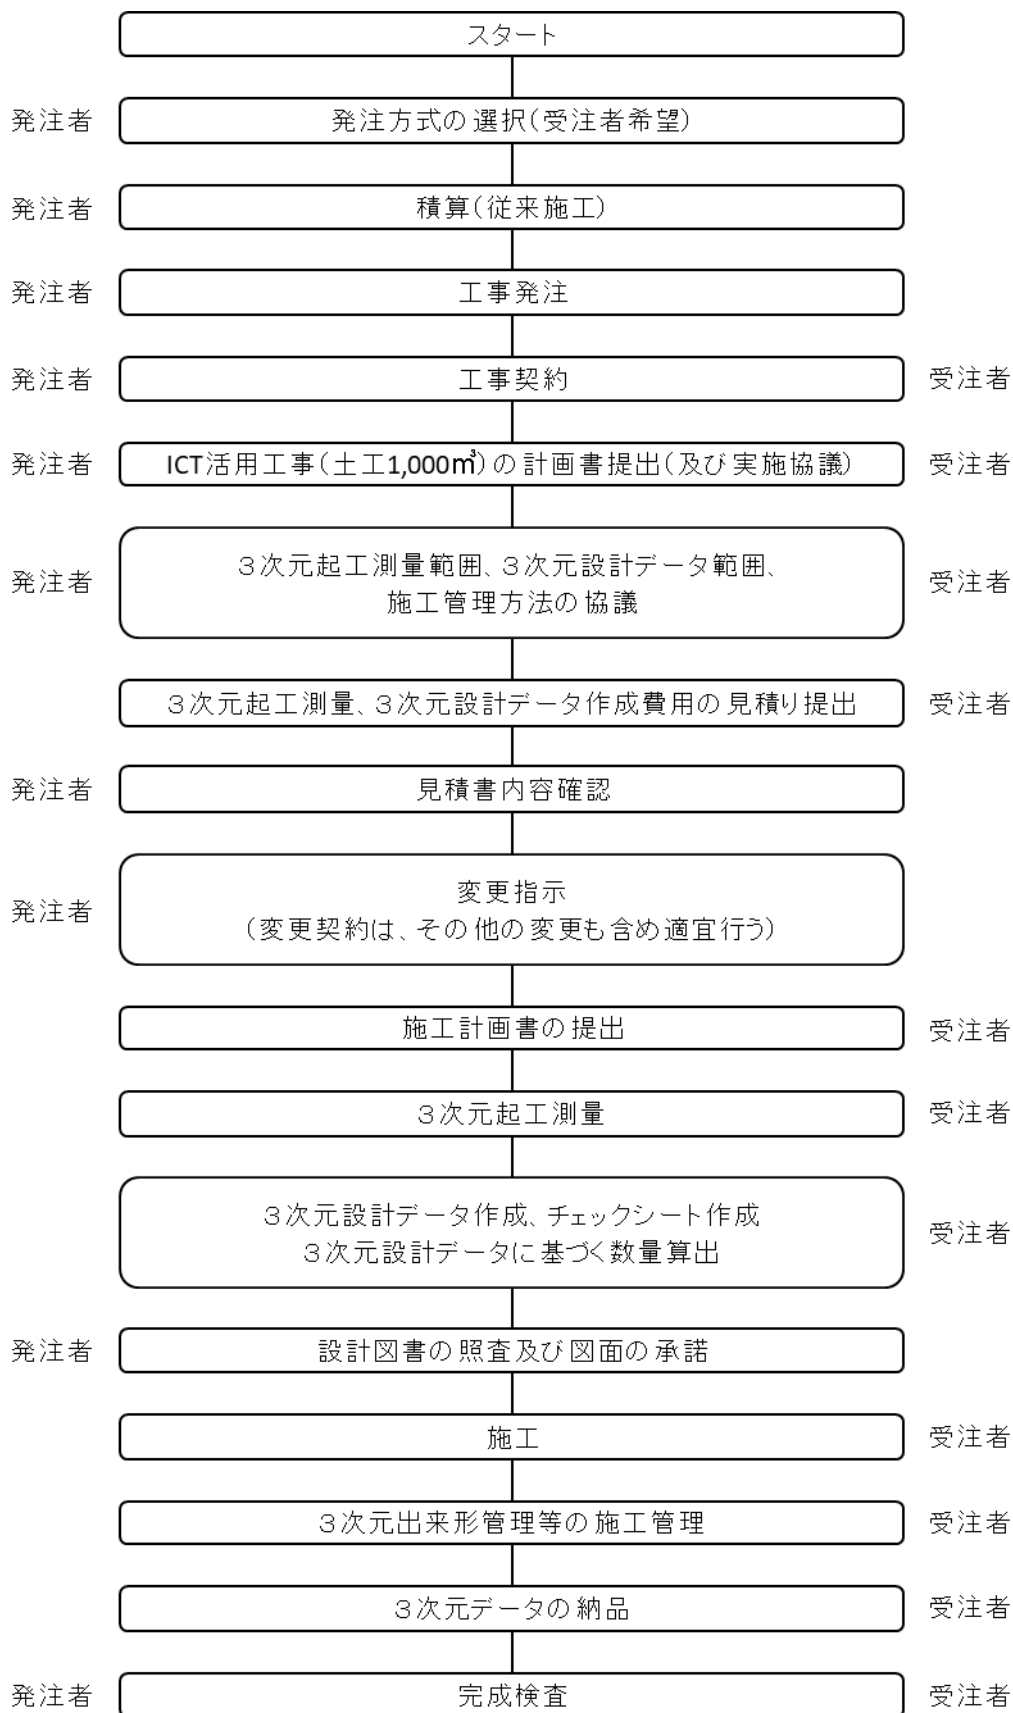 スタート
発注者 発注方式の選択(受注者希望)
発注者 積算(従来施工)
発注者 工事発注
発注者 工事契約 受注者
発注者 ICT活用工事(土工1,000㎥)の計画書提出(及び実施協議) 受注者
3次元起工測量範囲、3次元設計データ範囲、
発注者 受注者
施工管理方法の協議
3次元起工測量、3次元設計データ作成費用の見積り提出 受注者
発注者 見積書内容確認
変更指示
発注者
(変更契約は、その他の変更も含め適宜行う)
施工計画書の提出 受注者
3次元起工測量 受注者
3次元設計データ作成、チェックシート作成
受注者
3次元設計データに基づく数量算出
発注者 設計図書の照査及び図面の承諾
施工 受注者
3次元出来形管理等の施工管理 受注者
3次元データの納品 受注者
発注者 完成検査 受注者